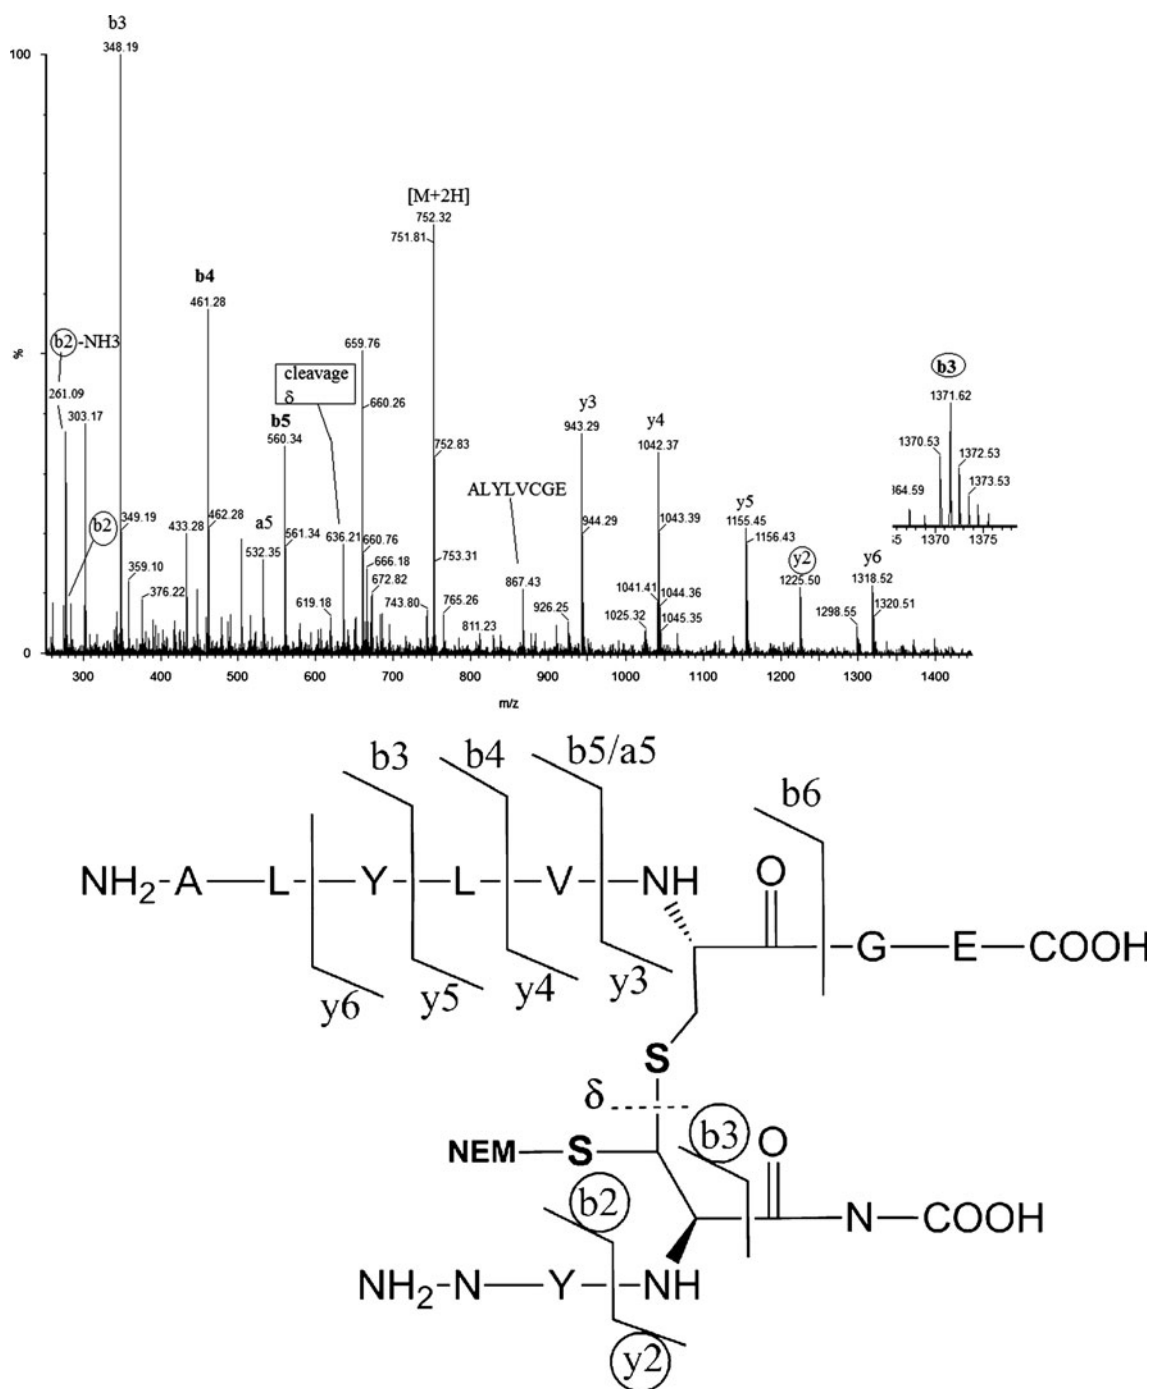 b3
100
348.19
[M+2H]
752.32
751.81
b4
461.28
b2 -NH3
261.09
303.17
%
659.76
cleavage
δ
660.26
b5
560.34
y3
943.29
y4
1042.37
b3
1371.62
1370.53
1372.53
1373.53
364.59
1370
1375
752.83
ALYLVCGE
y5
1155.45
1156.43
944.29
1043.39
b2
349.19
462.28
433.28
a5
532.35
561.34
636.21
660.76
666.18
672.82
753.31
867.43
y2
1225.50
y6
1318.52
1320.51
359.10
376.22
619.18
743.80
765.26
811.23
926.25
1041.41
1044.36
1025.32
1045.35
1298.55
0
300 400 500 600 700 800 900 1000 1100 1200 1300 1400
m/z
b3 b4 b5/a5
b6
NH2-A-L-Y-L-V-NH
O
G-E-COOH
y6 y5 y4 y3
S
δ
b3
NEM-S
O
b2
N-COOH
NH2-N-Y-NH
y2